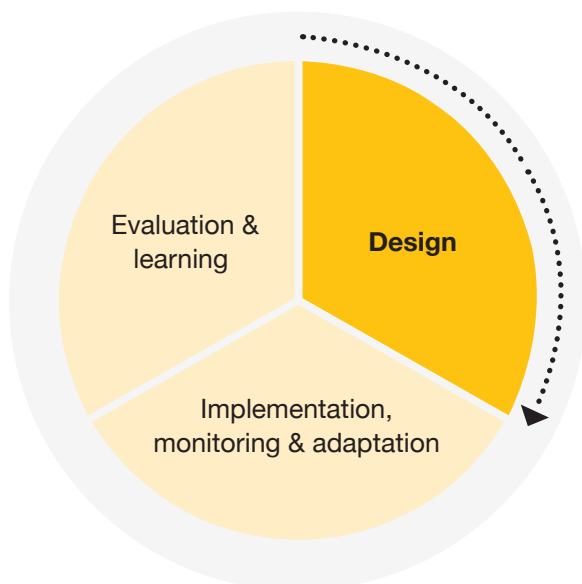 Evaluation &
learning
Design
Implementation,
monitoring & adaptation